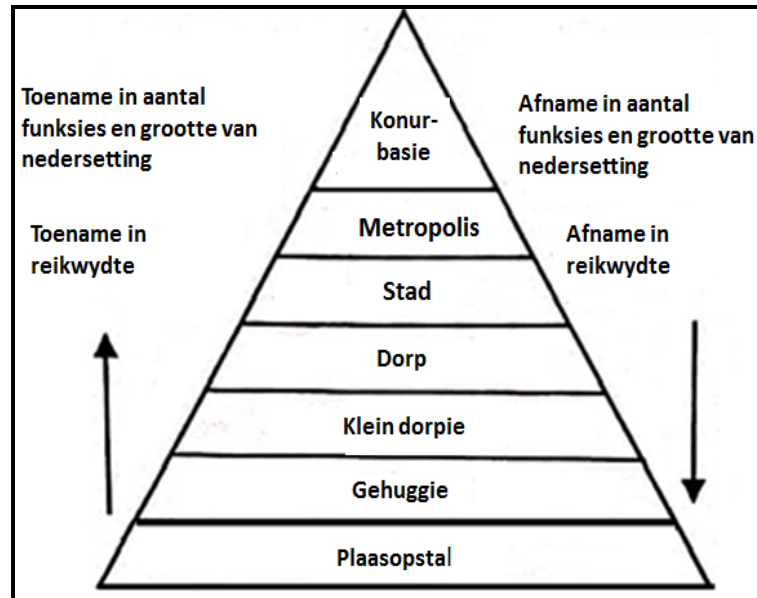 Toename in aantal
funksies en grootte van
nedersetting
Toename in
reikwydte
Konur-
basie
Metropolis
Stad
Dorp
Klein dorpie
Gehuggie
Plaasopstal
Afname in aantal
funksies en grootte van
nedersetting
Afname in
reikwydte